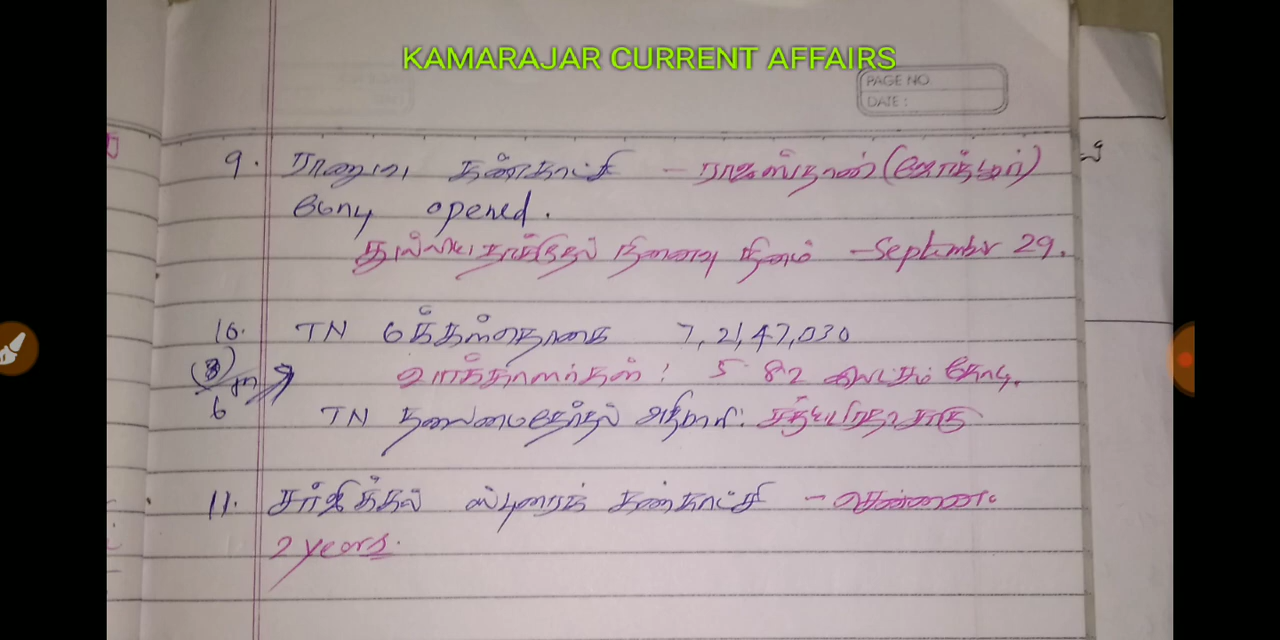 KAMARAJAR CURRENT AFFAIRS
PAGE NO
DATE :
9. ராணுவ கண்காட்சி - ராஜஸ்தான் (ஜோத்பூர்)
மோடி opened.
துல்லிய தாக்குதல் நினைவு தினம் - September 29.
10. TN மக்கள்தொகை 7,21,47,030
வாக்காளர்கள் : 5.82 கோடி.
6 TN தலைமை தேர்தல் அதிகாரி: சத்யபிரதா சாகு
11. சர்வதேச கண்காட்சி - சென்னை
2 years.